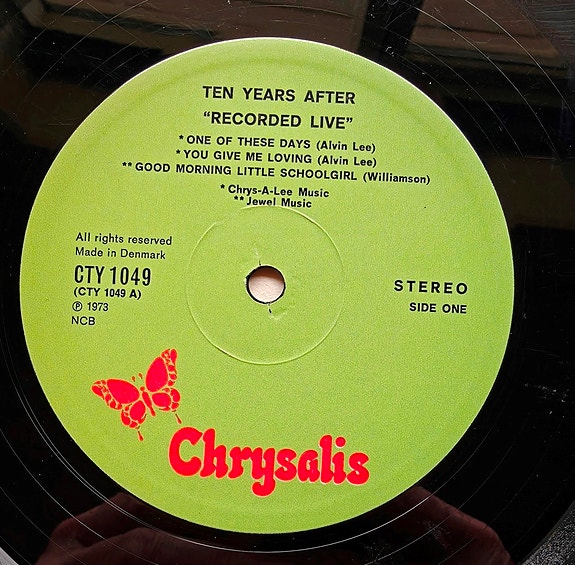 TEN YEARS AFTER
"RECORDED LIVE"
* ONE OF THESE DAYS (Alvin Lee)
* YOU GIVE ME LOVING (Alvin Lee)
** GOOD MORNING LITTLE SCHOOLGIRL (Williamson)
* Chrys-A-Lee Music
** Jewel Music
All rights reserved
Made in Denmark
CTY 1049
(CTY 1049 A)
℗ 1973
NCB
STEREO
SIDE ONE
Chrysalis